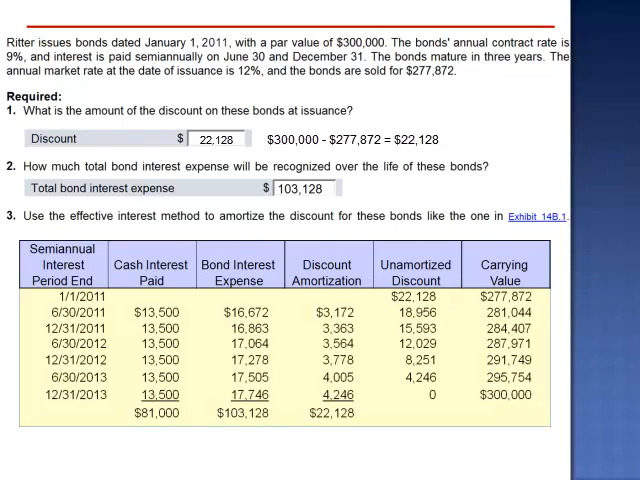 Ritter issues bonds dated January 1, 2011, with a par value of $300,000. The bonds' annual contract rate is
9%, and interest is paid semiannually on June 30 and December 31. The bonds mature in three years. The
annual market rate at the date of issuance is 12%, and the bonds are sold for $277,872.
Required:
1. What is the amount of the discount on these bonds at issuance?
Discount $ 22,128 $300,000 - $277,872 = $22,128
2. How much total bond interest expense will be recognized over the life of these bonds?
Total bond interest expense $ 103,128
3. Use the effective interest method to amortize the discount for these bonds like the one in Exhibit 14B.1.
Semiannual
Interest Cash Interest Bond Interest Discount Unamortized Carrying
Period End Paid Expense Amortization Discount Value
1/1/2011 $22,128 $277,872
6/30/2011 $13,500 $16,672 $3,172 18,956 281,044
12/31/2011 13,500 16,863 3,363 15,593 284,407
6/30/2012 13,500 17,064 3,564 12,029 287,971
12/31/2012 13,500 17,278 3,778 8,251 291,749
6/30/2013 13,500 17,505 4,005 4,246 295,754
12/31/2013 13,500 17,746 4,246 0 $300,000
$81,000 $103,128 $22,128